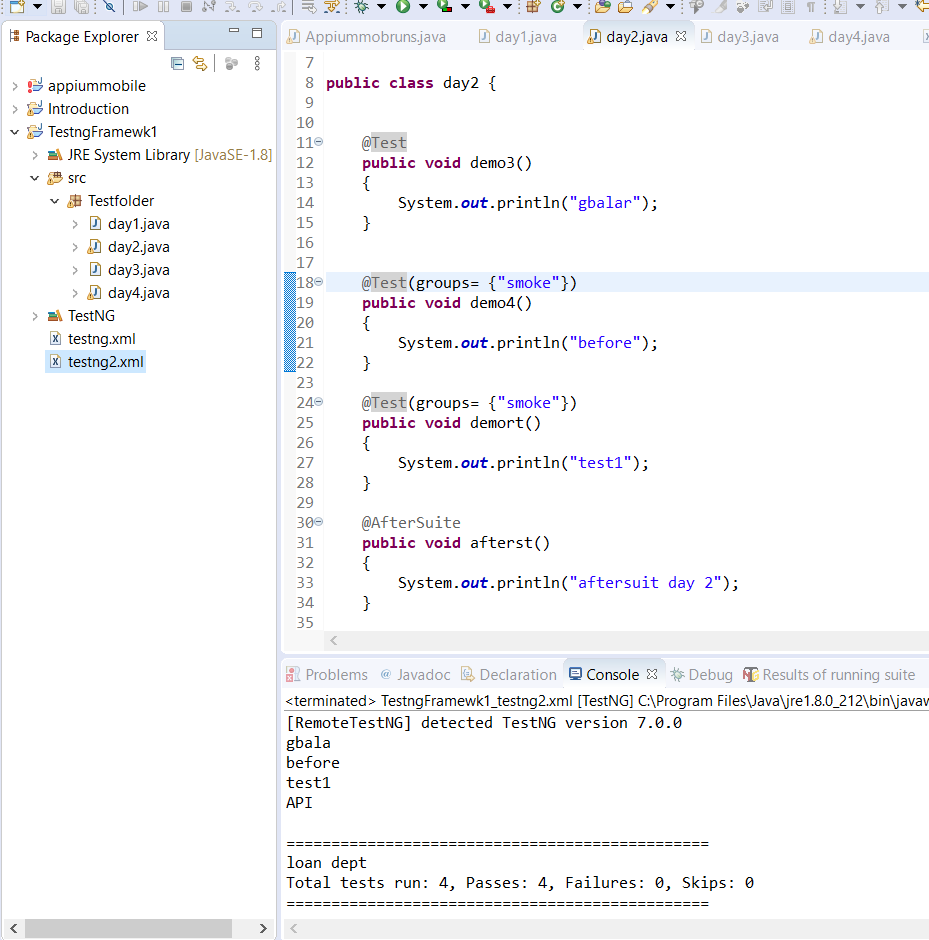 Package Explorer
appiummobile
Introduction
TestngFramewk1
JRE System Library [JavaSE-1.8]
src
Testfolder
day1.java
day2.java
day3.java
day4.java
TestNG
testng.xml
testng2.xml
Appiummobruns.java day1.java day2.java day3.java day4.java
7
8 public class day2 {
9
10
11 @Test
12 public void demo3()
13 {
14 System.out.println("gbalar");
15 }
16
17
18 @Test(groups= {"smoke"})
19 public void demo4()
20 {
21 System.out.println("before");
22 }
23
24 @Test(groups= {"smoke"})
25 public void demort()
26 {
27 System.out.println("test1");
28 }
29
30 @AfterSuite
31 public void afterst()
32 {
33 System.out.println("aftersuit day 2");
34 }
35
Problems @ Javadoc Declaration Console Debug Results of running suite
<terminated> TestngFramewk1_testng2.xml [TestNG] C:\Program Files\Java\jre1.8.0_212\bin\javaw
[RemoteTestNG] detected TestNG version 7.0.0
gbala
before
test1
API
===============================================
loan dept
Total tests run: 4, Passes: 4, Failures: 0, Skips: 0
===============================================